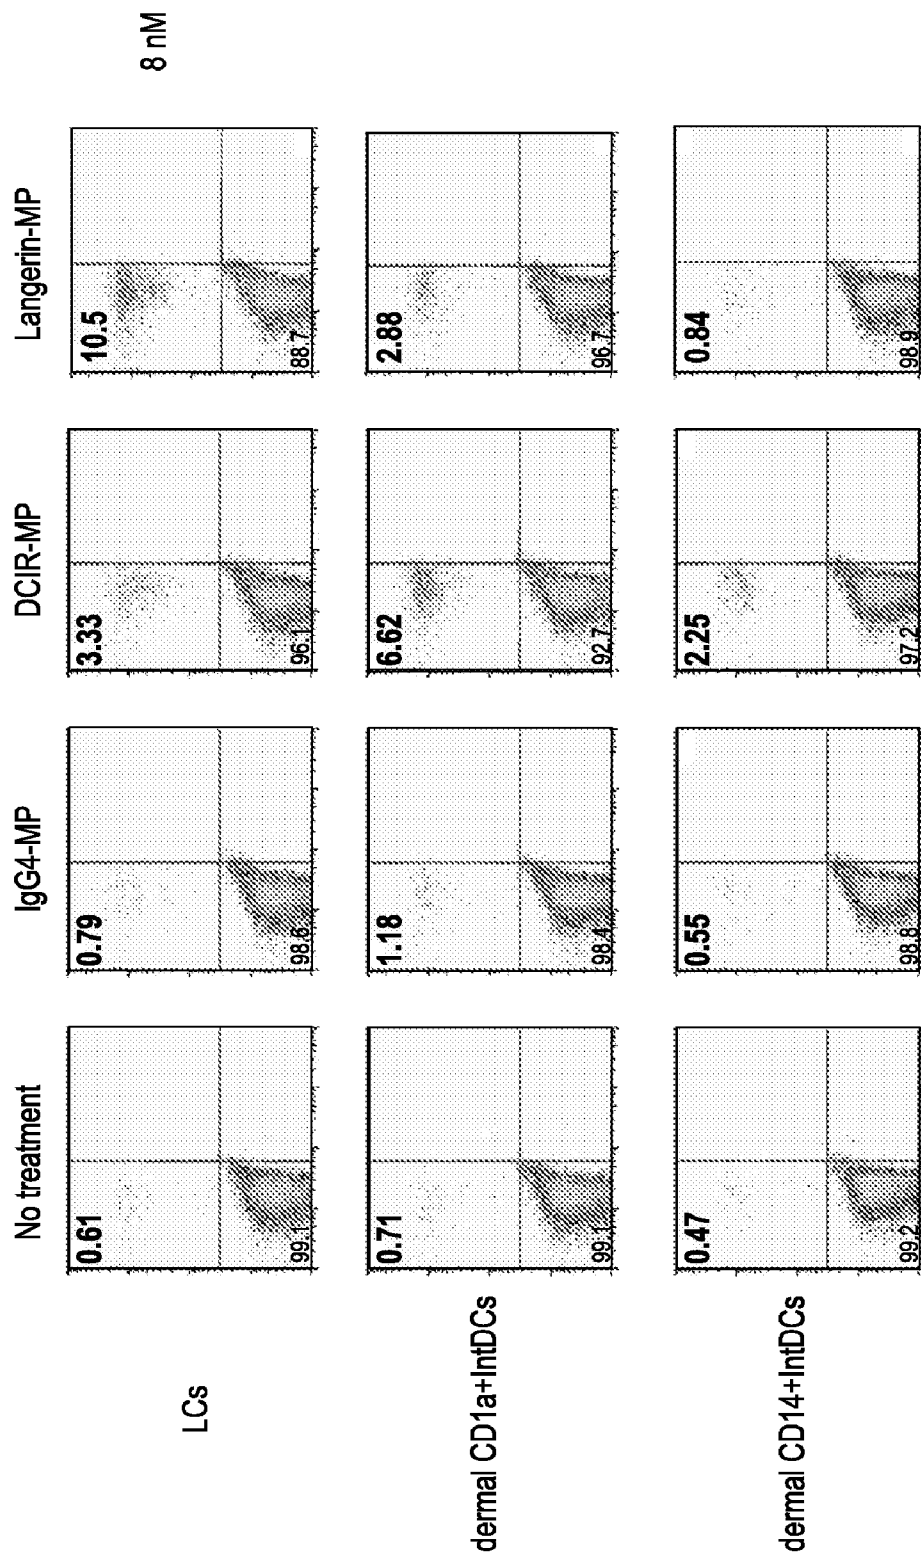 No treatment IgG4-MP DCIR-MP Langerin-MP
8 nM
LCs
0.61 0.79 3.33 10.5
99.1 98.6 96.1 88.7
dermal CD1a+IntDCs
0.71 1.18 6.62 2.88
99.1 98.4 92.7 96.7
dermal CD14+IntDCs
0.47 0.55 2.25 0.84
99.2 98.8 97.2 98.9